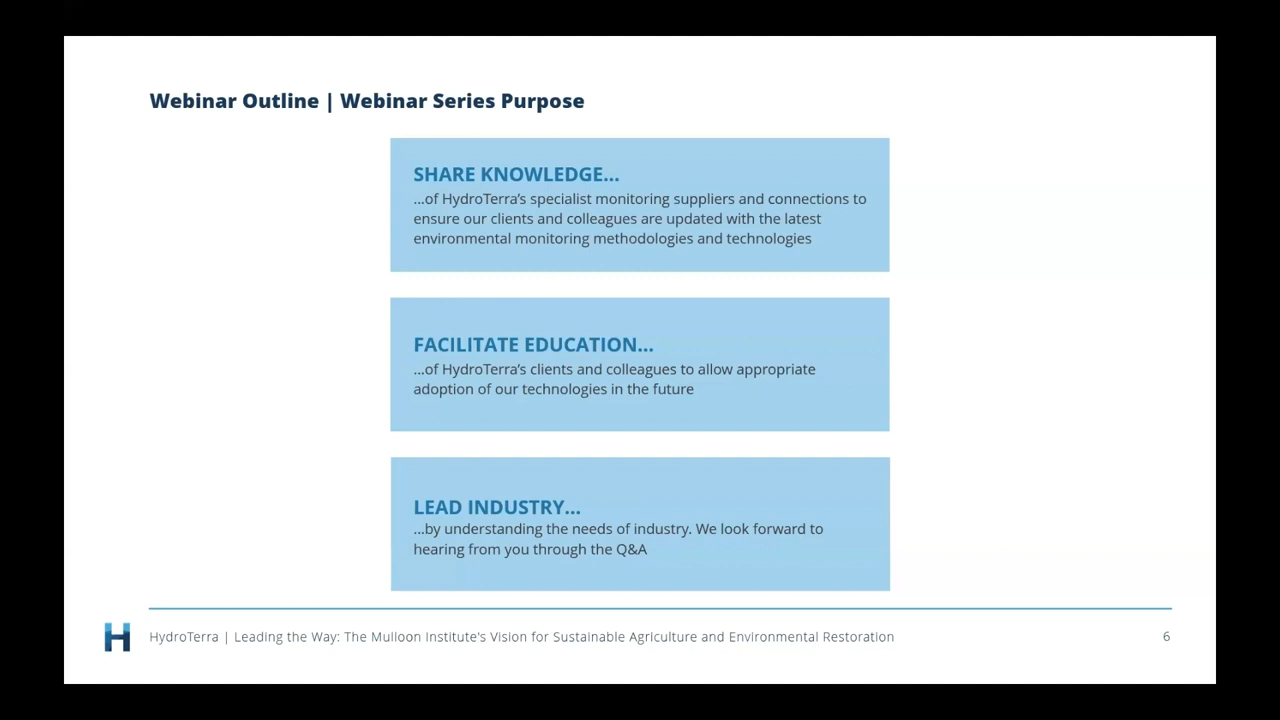 Webinar Outline | Webinar Series Purpose
SHARE KNOWLEDGE...
...of HydroTerra’s specialist monitoring suppliers and connections to
ensure our clients and colleagues are updated with the latest
environmental monitoring methodologies and technologies
FACILITATE EDUCATION...
...of HydroTerra’s clients and colleagues to allow appropriate
adoption of our technologies in the future
LEAD INDUSTRY...
...by understanding the needs of industry. We look forward to
hearing from you through the Q&A
HydroTerra | Leading the Way: The Mulloon Institute's Vision for Sustainable Agriculture and Environmental Restoration
6